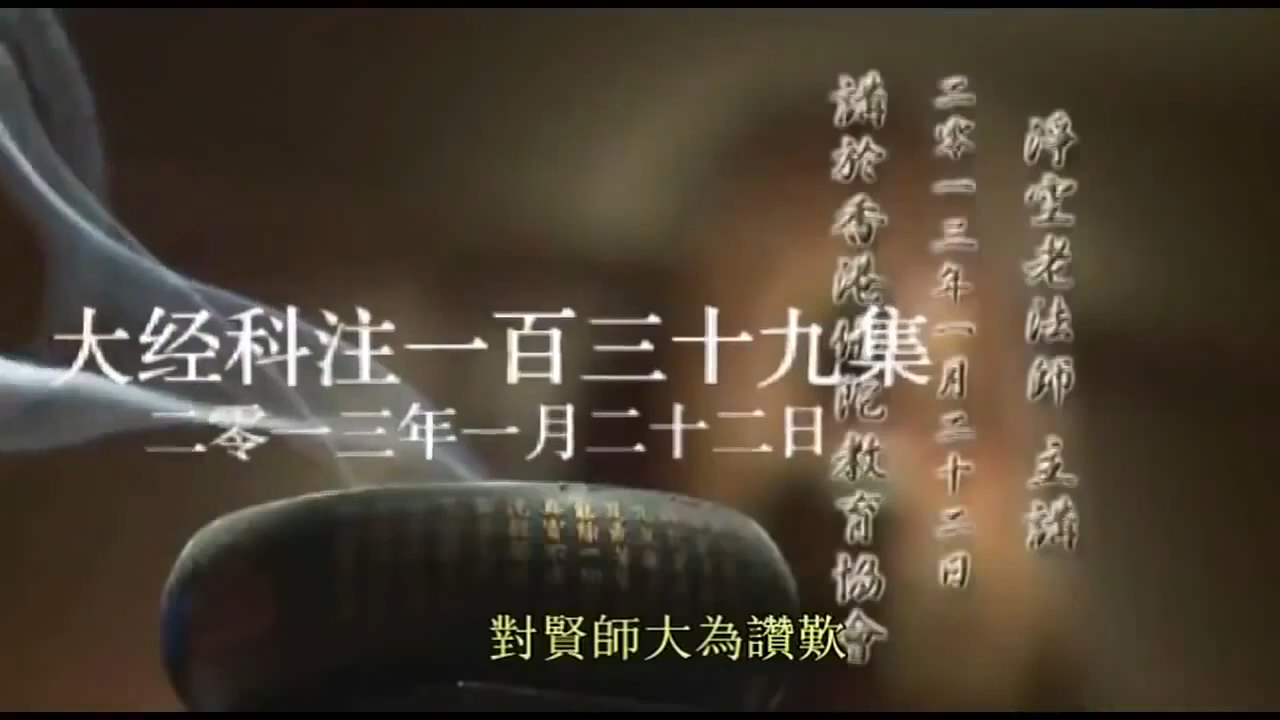 淨空老法師 主講
二零一三年一月二十二日
講於香港佛陀教育協會
大经科注一百三十九集
二零一三年一月二十二日
對賢師大為讚歎